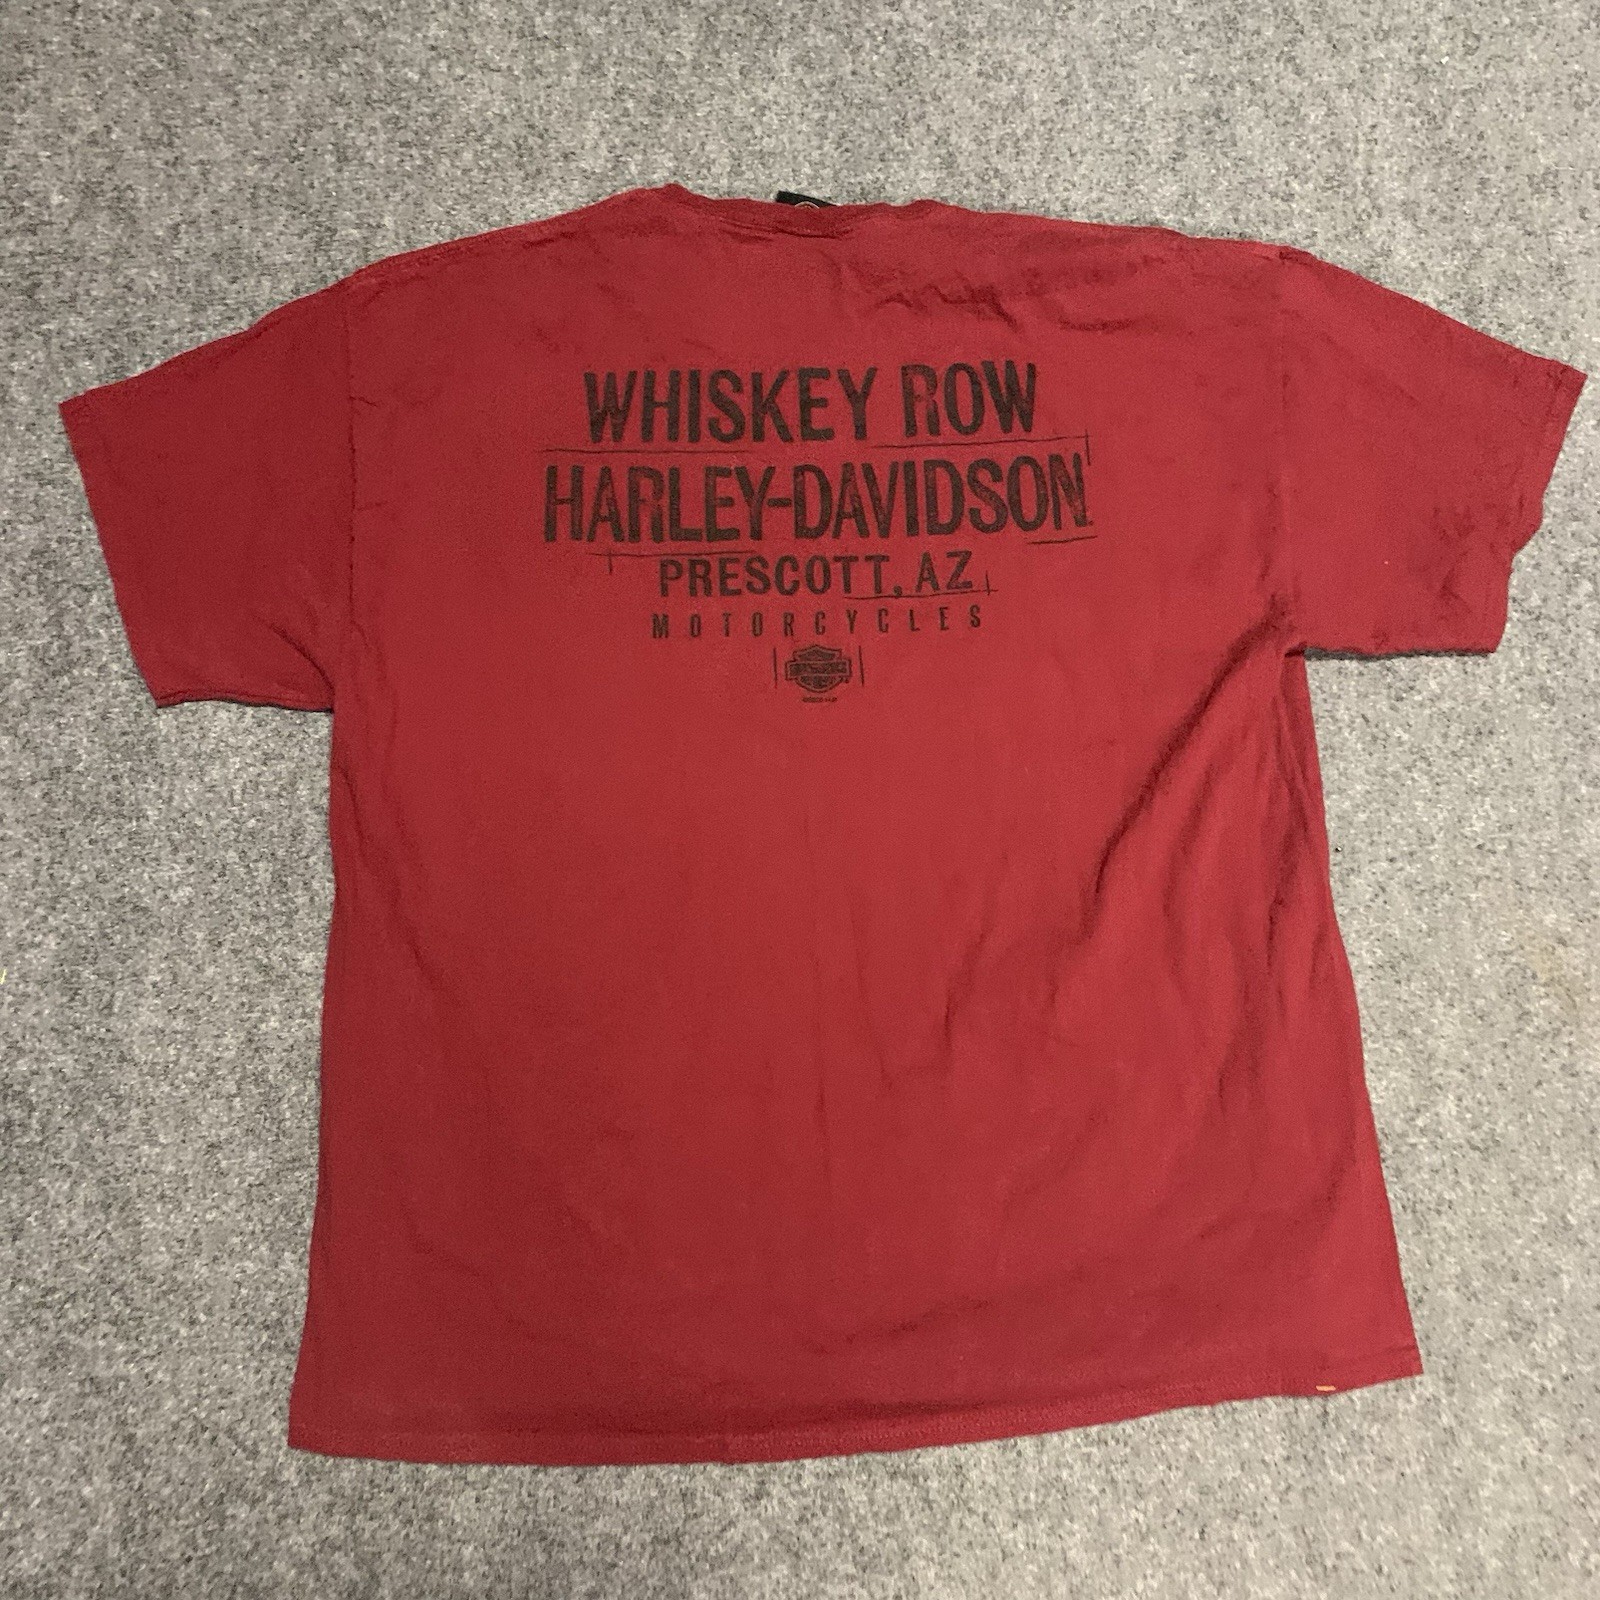 WHISKEY ROW
HARLEY-DAVIDSON
PRESCOTT, AZ
MOTORCYCLES